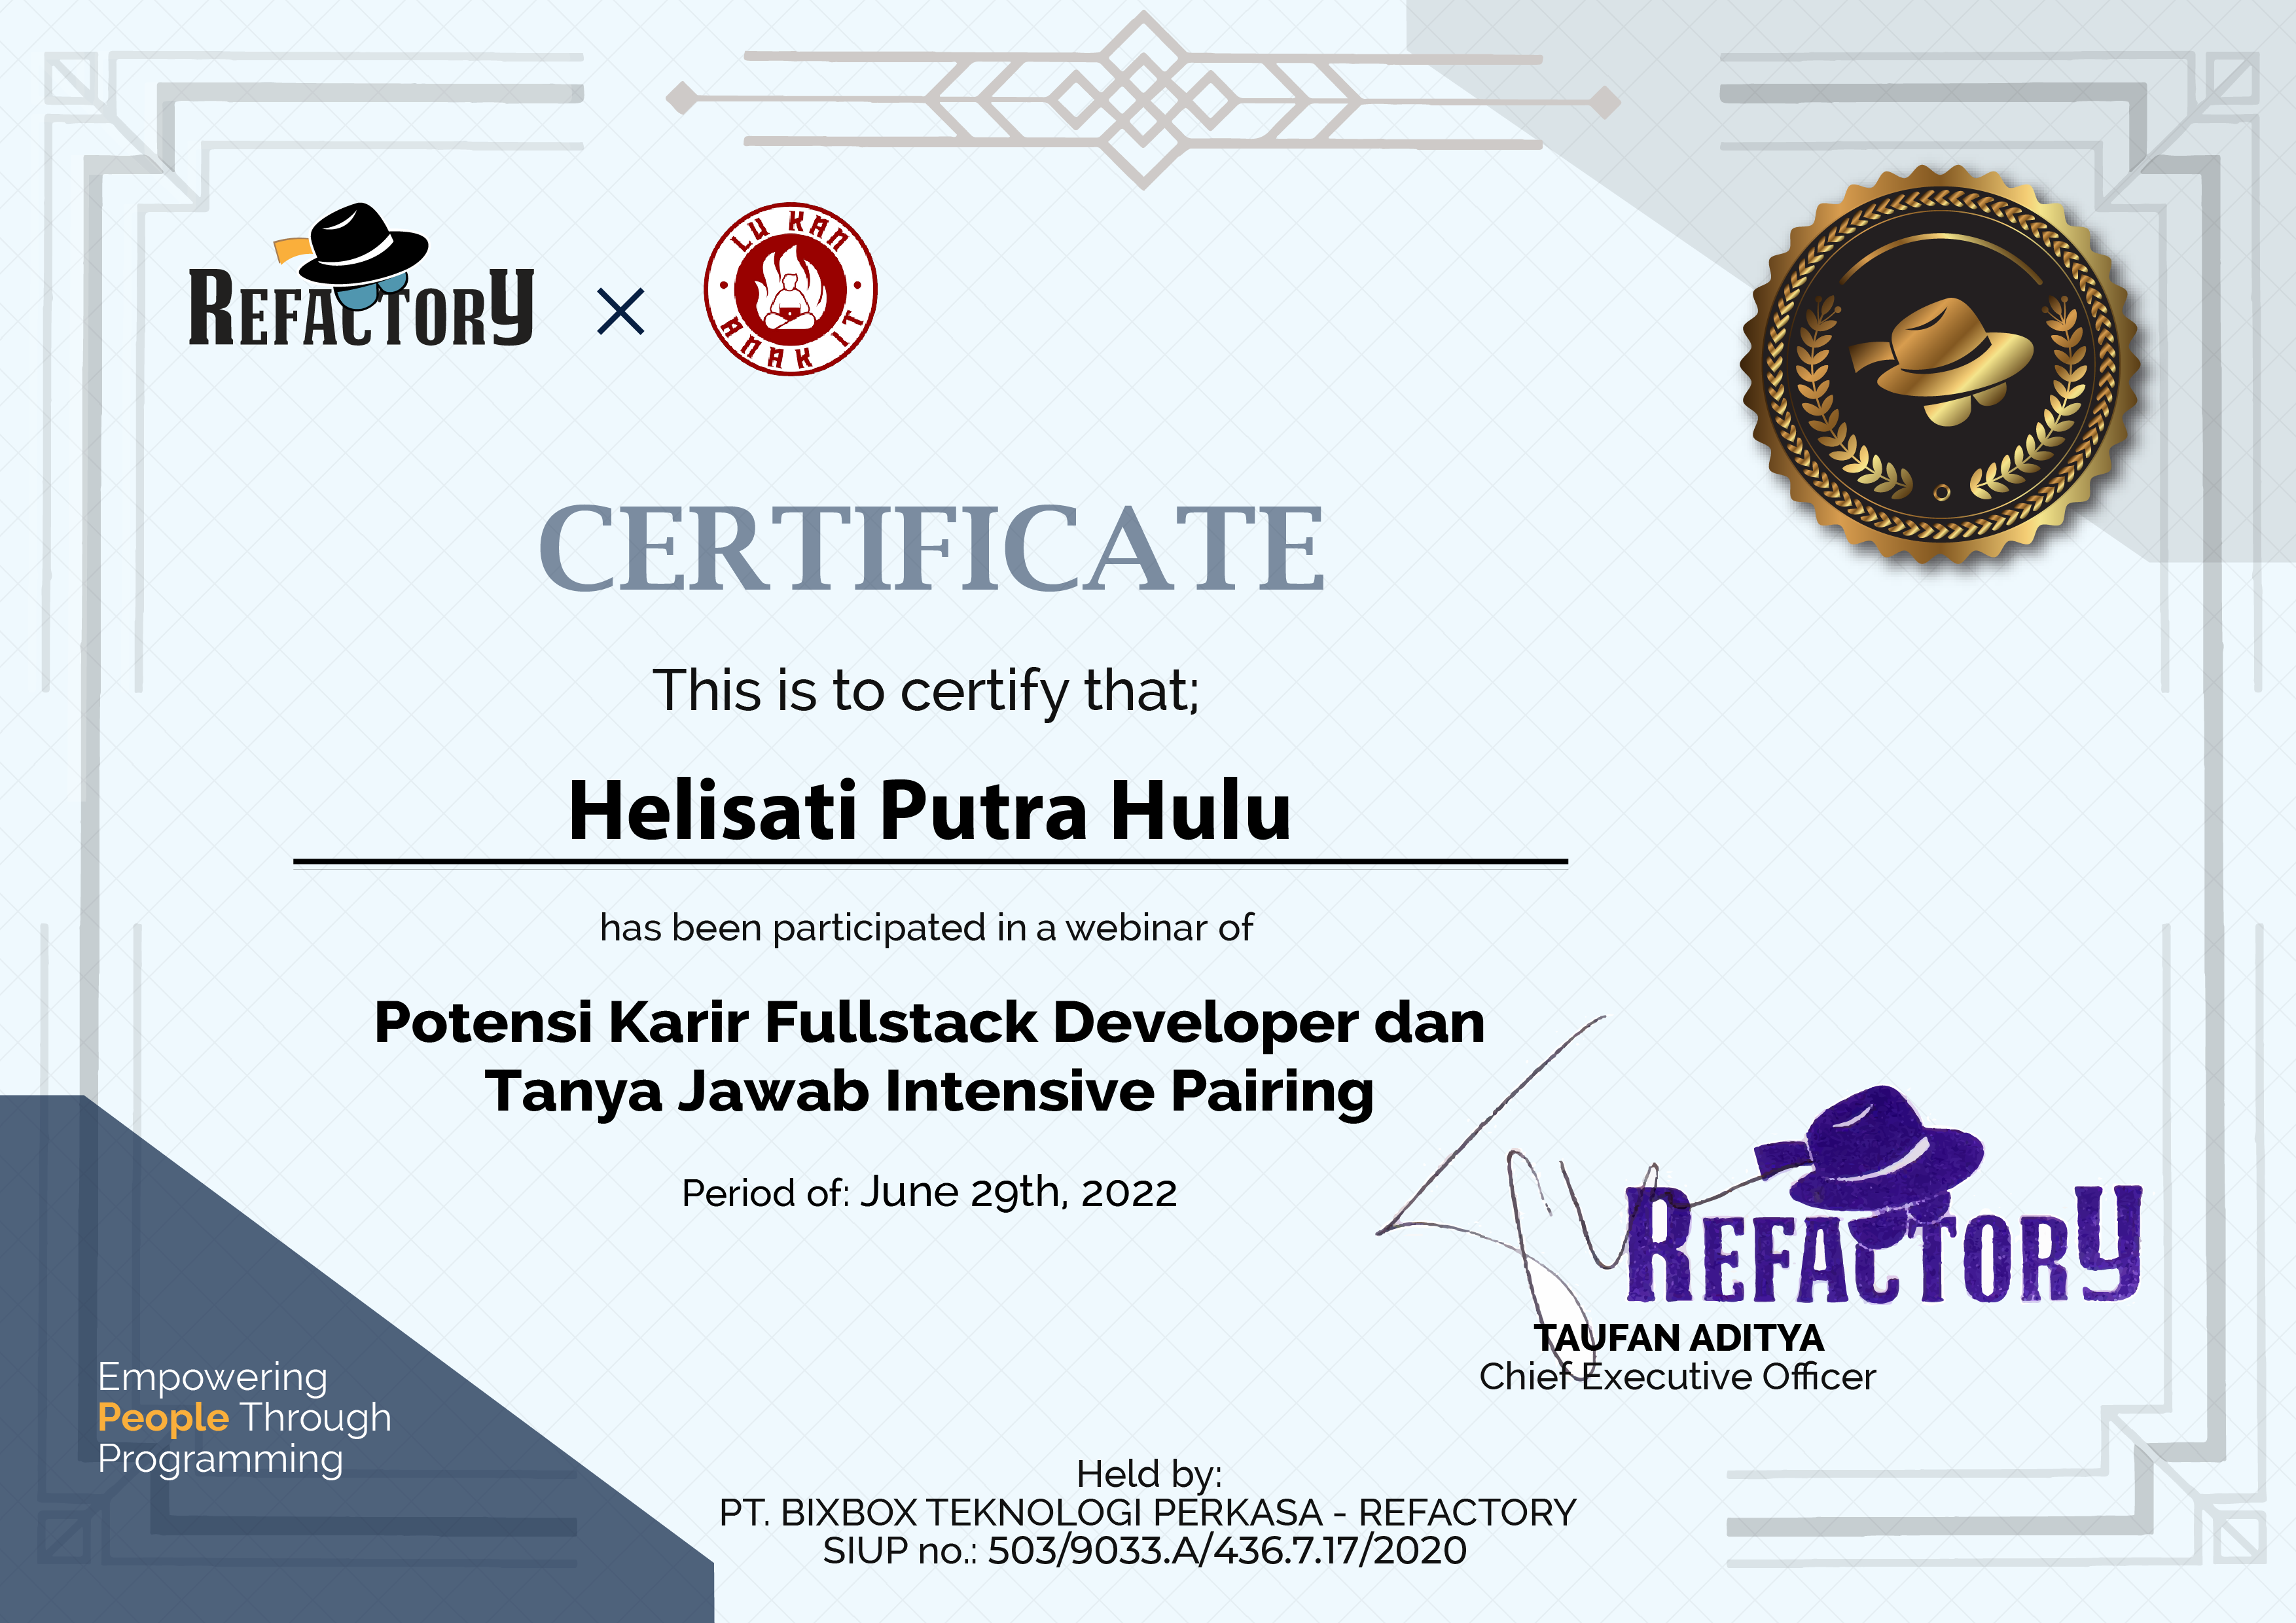 REFACTORY
LU KAN
ANAK IT
CERTIFICATE
This is to certify that;
Helisati Putra Hulu
has been participated in a webinar of
Potensi Karir Fullstack Developer dan
Tanya Jawab Intensive Pairing
Period of: June 29th, 2022
REFACTORY
TAUFAN ADITYA
Chief Executive Officer
Empowering
People Through
Programming
Held by:
PT. BIXBOX TEKNOLOGI PERKASA - REFACTORY
SIUP no.: 503/9033.A/436.7.17/2020